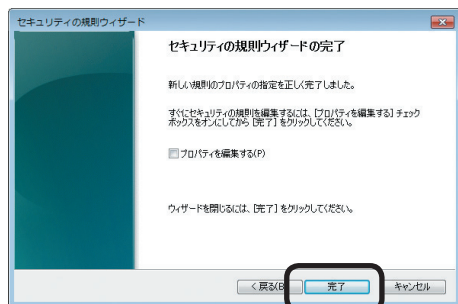 セキュリティの規則ウィザード
セキュリティの規則ウィザードの完了
新しい規則のプロパティの指定を正しく完了しました。
すぐにセキュリティの規則を編集するには、[プロパティを編集する] チェック
ボックスをオンにしてから [完了] をクリックしてください。
プロパティを編集する(P)
ウィザードを閉じるには、[完了] をクリックしてください。
< 戻る(B 完了 キャンセル